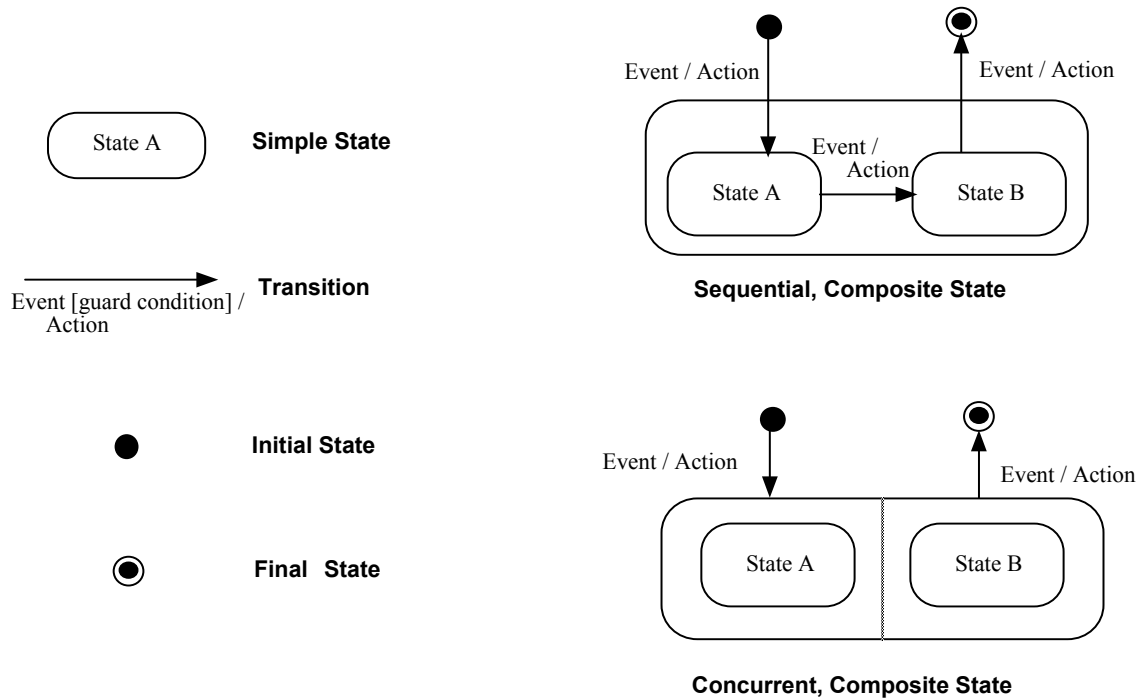 State A
Simple State
Event [guard condition] /
Action
Transition
Initial State
Final State
Event / Action
Event / Action
Event /
Action
State A
State B
Sequential, Composite State
Event / Action
Event / Action
State A
State B
Concurrent, Composite State